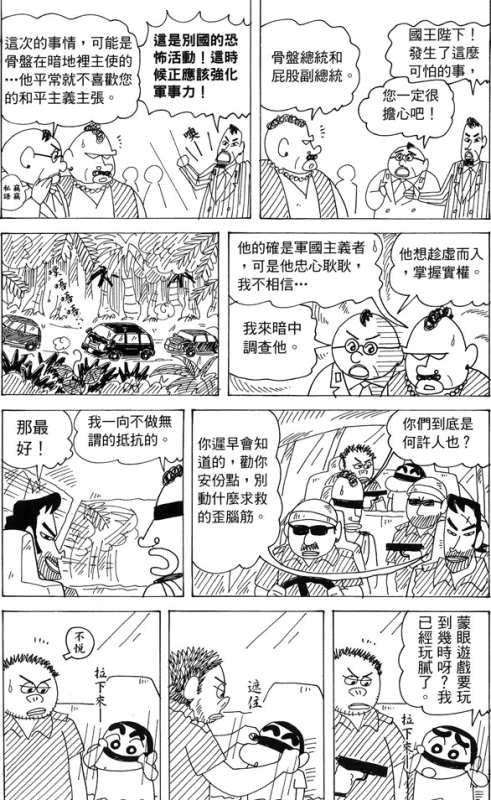 國王陛下!
發生了這麼
可怕的事,
您一定很
擔心吧!
骨盤總統和
屁股副總統。
這是別國的恐
怖活動!這時
候正應該強化
軍事力!
喚
這次的事情,可能是
骨盤在暗地裡主使的
…他平常就不喜歡您
的和平主義主張。
竊竊
私語
他想趁虛而入
,掌握實權。
他的確是軍國主義者
,可是他忠心耿耿,
我不相信…
我來暗中
調查他。
你們到底是
何許人也?
你遲早會知
道的,勸你
安份點,別
動什麼求救
的歪腦筋。
我一向不做無
謂的抵抗的。
那最
好!
蒙眼遊戲要玩
到幾時呀?我
已經玩膩了。
拉下來
遮住
不悅
拉下來